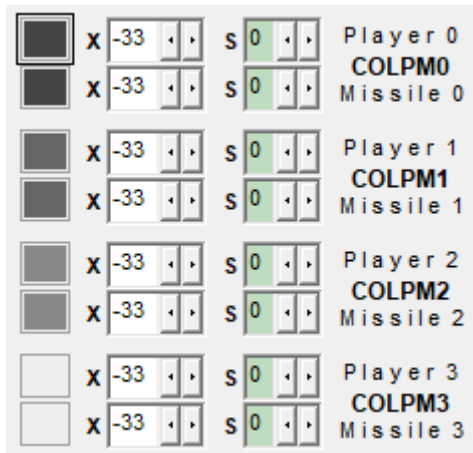 X -33 S 0 Player 0
COLPM0
X -33 S 0 Missile 0
X -33 S 0 Player 1
COLPM1
X -33 S 0 Missile 1
X -33 S 0 Player 2
COLPM2
X -33 S 0 Missile 2
X -33 S 0 Player 3
COLPM3
X -33 S 0 Missile 3